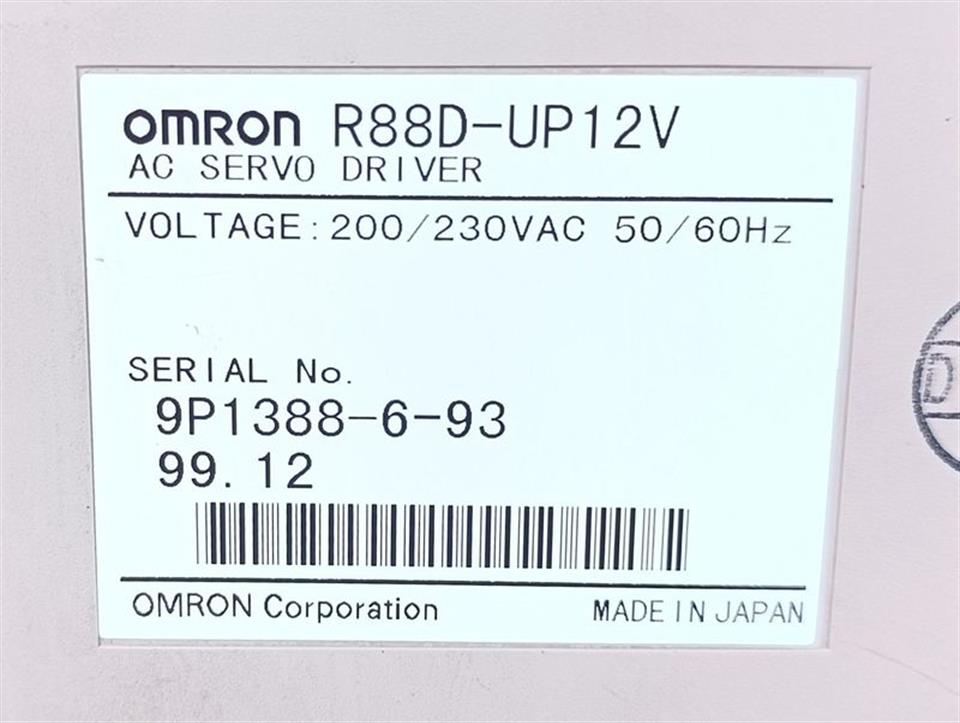 OMRON R88D-UP12V
AC SERVO DRIVER
VOLTAGE:200/230VAC 50/60Hz
SERIAL No.
9P1388-6-93
99.12
OMRON Corporation
MADE IN JAPAN